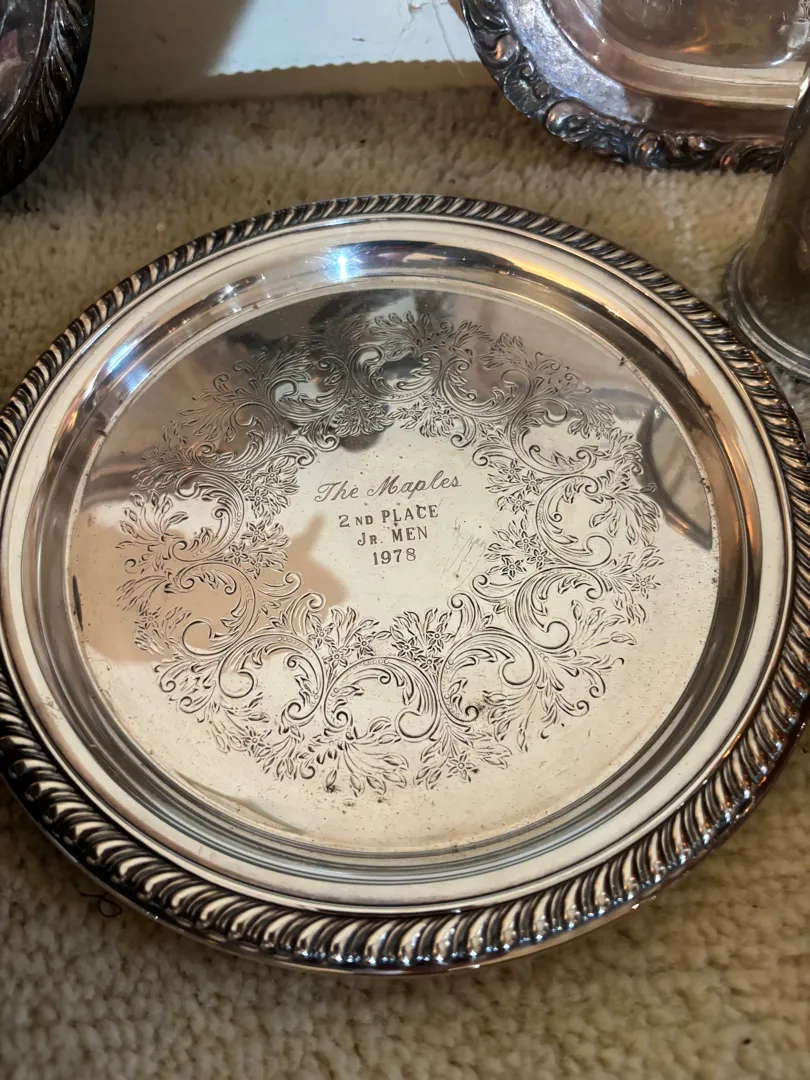 The Maples
2ND PLACE
JR. MEN
1978